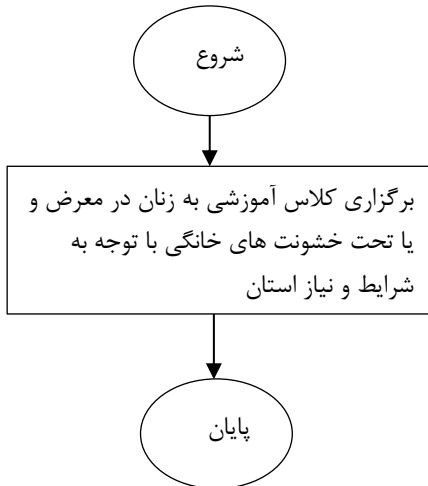 شروع
برگزاری کلاس آموزشی به زنان در معرض و
یا تحت خشونت های خانگی با توجه به
شرایط و نیاز استان
پایان